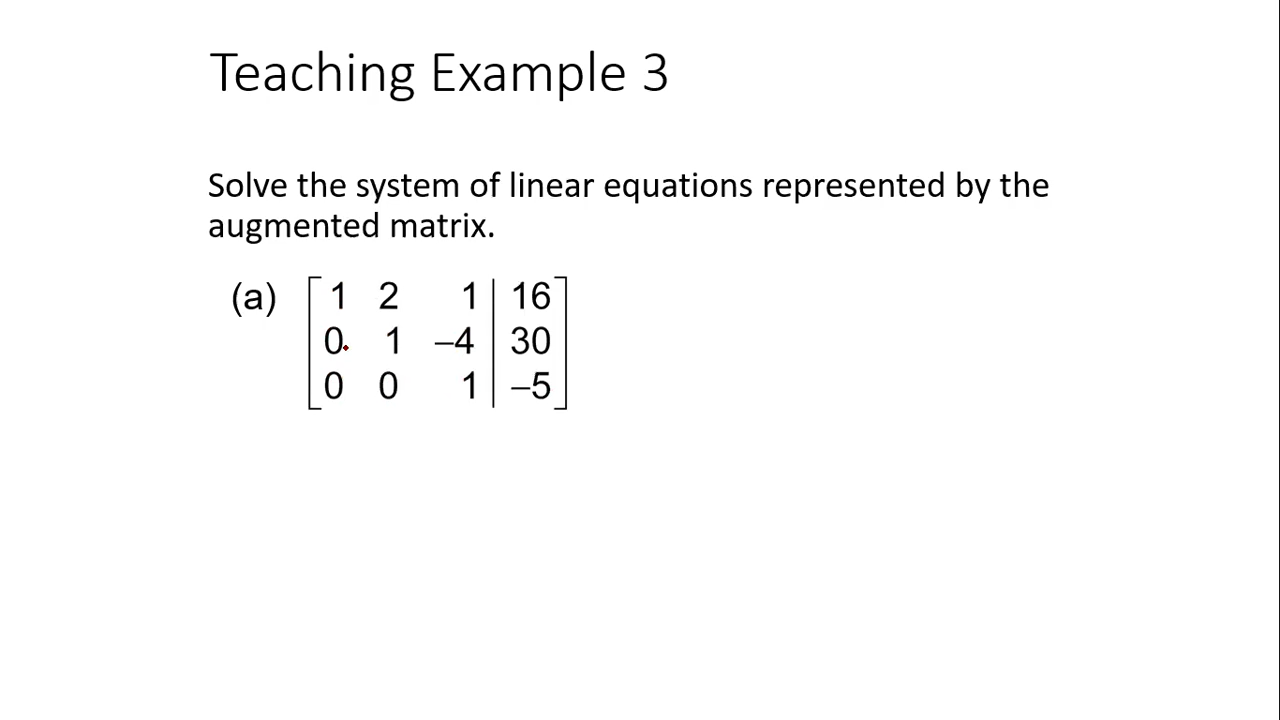 Teaching Example 3
Solve the system of linear equations represented by the
augmented matrix.
(a) [1 2 1 | 16]
[0 1 –4 | 30]
[0 0 1 | –5]